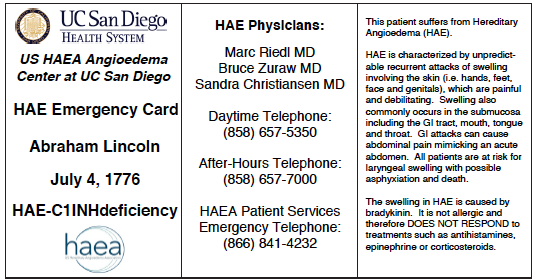 UC San Diego
HEALTH SYSTEM
US HAEA Angioedema
Center at UC San Diego
HAE Emergency Card
Abraham Lincoln
July 4, 1776
HAE-C1INHdeficiency
haea
HAE Physicians:
Marc Riedl MD
Bruce Zuraw MD
Sandra Christiansen MD
Daytime Telephone:
(858) 657-5350
After-Hours Telephone:
(858) 657-7000
HAEA Patient Services
Emergency Telephone:
(866) 841-4232
This patient suffers from Hereditary
Angioedema (HAE).
HAE is characterized by unpredict-
able recurrent attacks of swelling
involving the skin (i.e. hands, feet,
face and genitals), which are painful
and debilitating.  Swelling also
commonly occurs in the submucosa
including the GI tract, mouth, tongue
and throat.  GI attacks can cause
abdominal pain mimicking an acute
abdomen.  All patients are at risk for
laryngeal swelling with possible
asphyxiation and death.
The swelling in HAE is caused by
bradykinin.  It is not allergic and
therefore DOES NOT RESPOND to
treatments such as antihistamines,
epinephrine or corticosteroids.